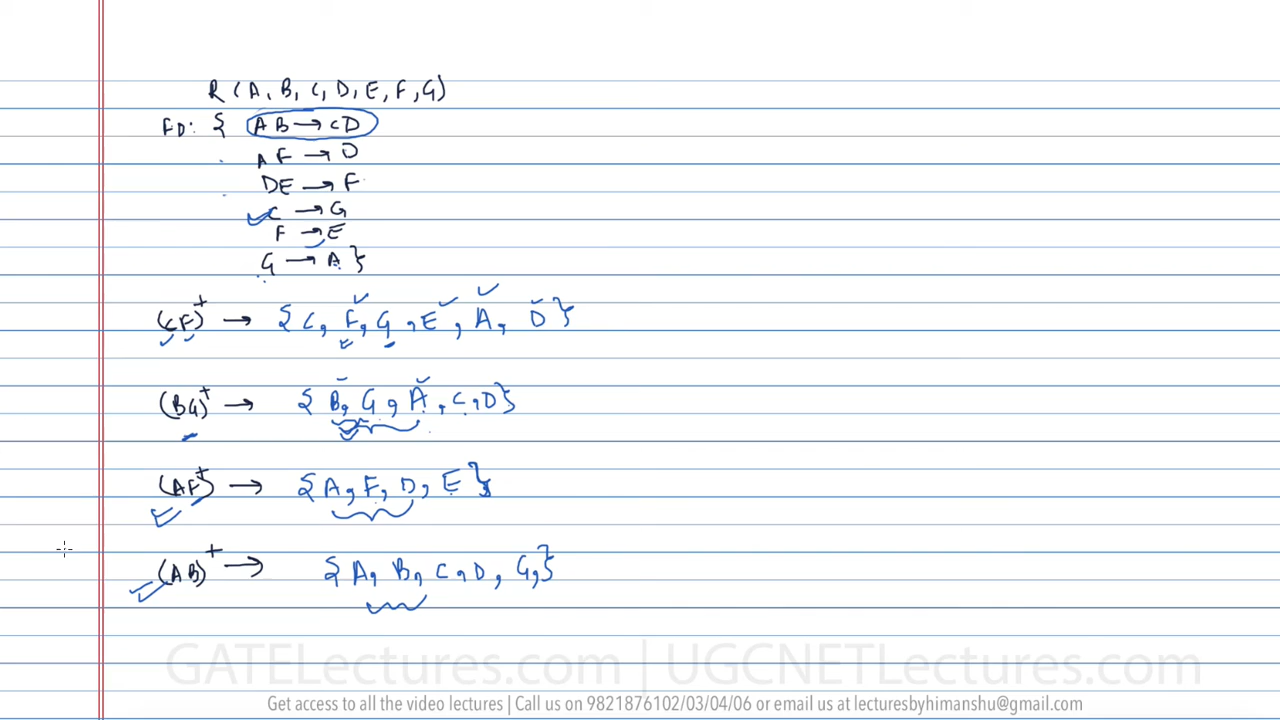 R (A, B, C, D, E, F, G)
FD: { AB → CD
AF → D
DE → F
C → G
F → E
G → A }
(CF)+ → { C, F, G, E, A, D }
(BG)+ → { B, G, A, C, D }
(AF)+ → { A, F, D, E }
(AB)+ → { A, B, C, D, G, }
GATELectures.com | UGCNETLectures.com
Get access to all the video lectures | Call us on 9821876102/03/04/06 or email us at lecturesbyhimanshu@gmail.com